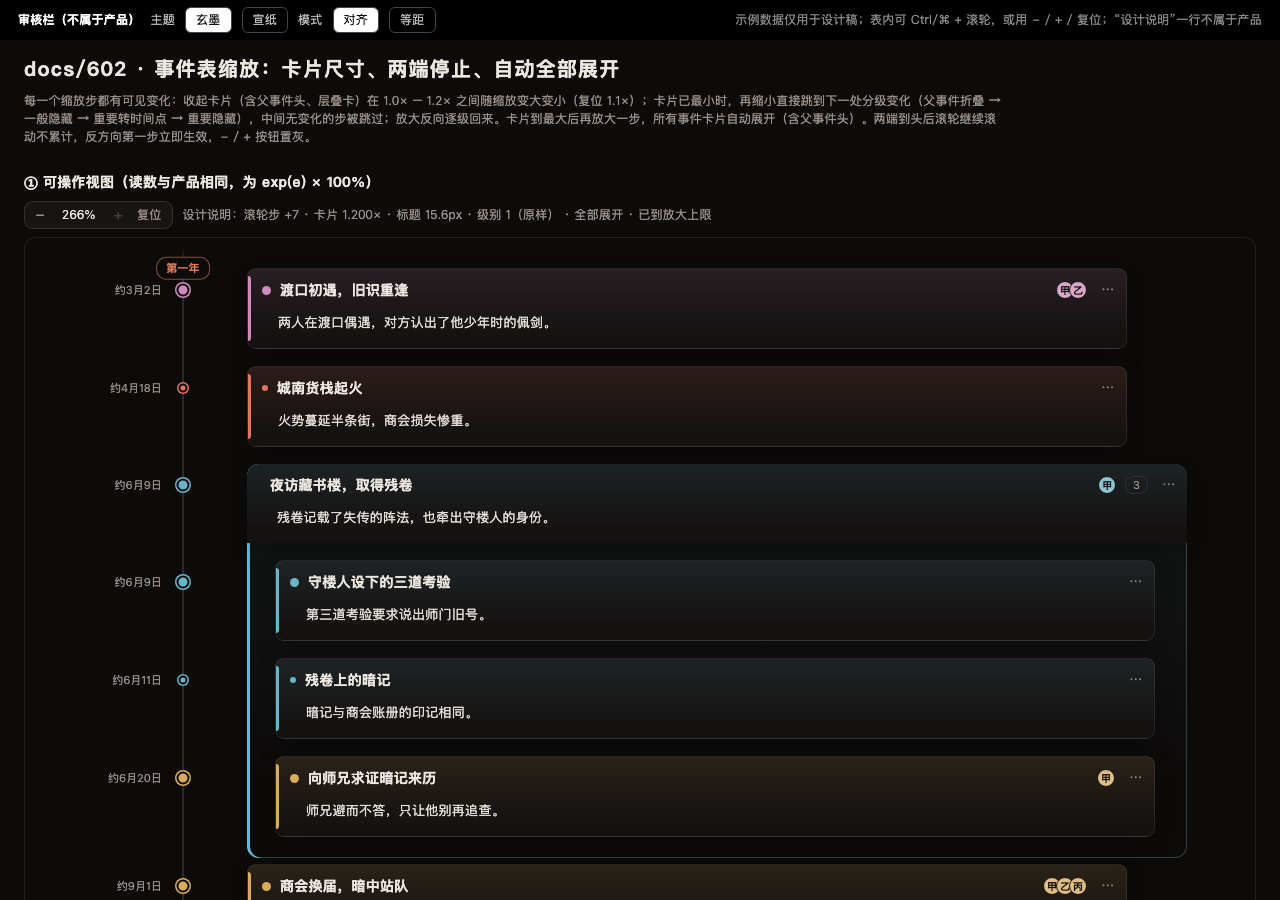 审核栏（不属于产品） 主题 玄墨 宣纸 模式 对齐 等距 示例数据仅用于设计稿；表内可 Ctrl/⌘ + 滚轮，或用 − / + / 复位；“设计说明”一行不属于产品
docs/602 · 事件表缩放：卡片尺寸、两端停止、自动全部展开
每一个缩放步都有可见变化：收起卡片（含父事件头、层叠卡）在 1.0× — 1.2× 之间随缩放变大变小（复位 1.1×）；卡片已最小时，再缩小直接跳到下一处分级变化（父事件折叠 →
一般隐藏 → 重要转时间点 → 重要隐藏），中间无变化的步被跳过；放大反向逐级回来。卡片到最大后再放大一步，所有事件卡片自动展开（含父事件头）。两端到头后滚轮继续滚
动不累计，反方向第一步立即生效，− / + 按钮置灰。
① 可操作视图（读数与产品相同，为 exp(e) × 100%）
− 266% + 复位 设计说明：滚轮步 +7 · 卡片 1.200× · 标题 15.6px · 级别 1（原样） · 全部展开 · 已到放大上限
第一年
约3月2日 渡口初遇，旧识重逢 甲 乙 ···
两人在渡口偶遇，对方认出了他少年时的佩剑。
约4月18日 城南货栈起火 ···
火势蔓延半条街，商会损失惨重。
约6月9日 夜访藏书楼，取得残卷 甲 3 ···
残卷记载了失传的阵法，也牵出守楼人的身份。
约6月9日 守楼人设下的三道考验 ···
第三道考验要求说出师门旧号。
约6月11日 残卷上的暗记 ···
暗记与商会账册的印记相同。
约6月20日 向师兄求证暗记来历 甲 ···
师兄避而不答，只让他别再追查。
约9月1日 商会换届，暗中站队 甲 乙 丙 ···